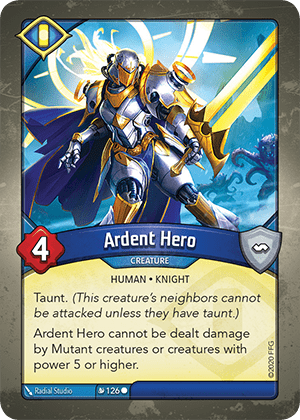 Ardent Hero
CREATURE
4
HUMAN • KNIGHT
Taunt. (This creature's neighbors cannot
be attacked unless they have taunt.)
Ardent Hero cannot be dealt damage
by Mutant creatures or creatures with
power 5 or higher.
©2020 FFG
Radial Studio
126